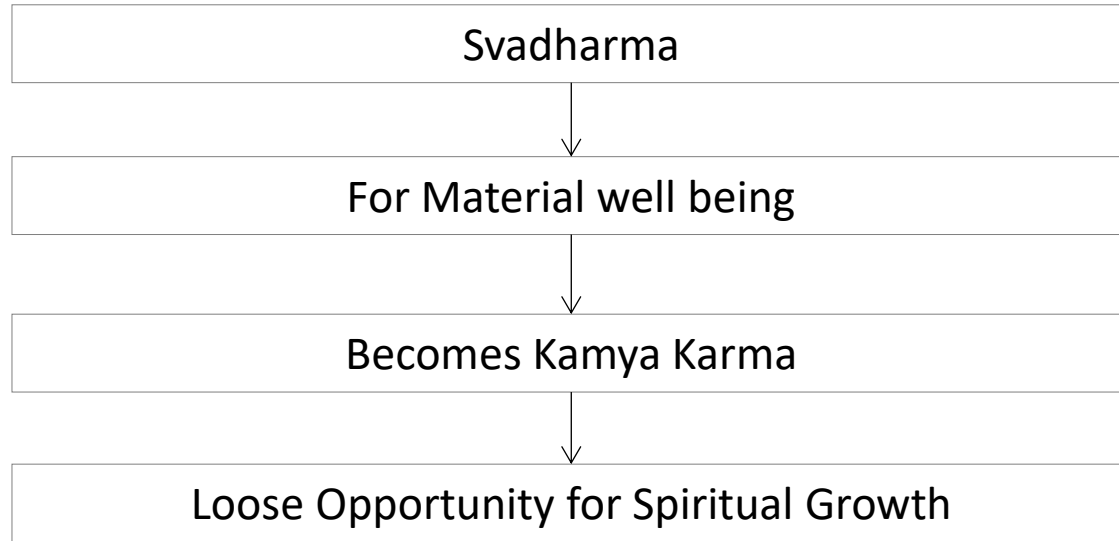 Svadharma
For Material well being
Becomes Kamya Karma
Loose Opportunity for Spiritual Growth